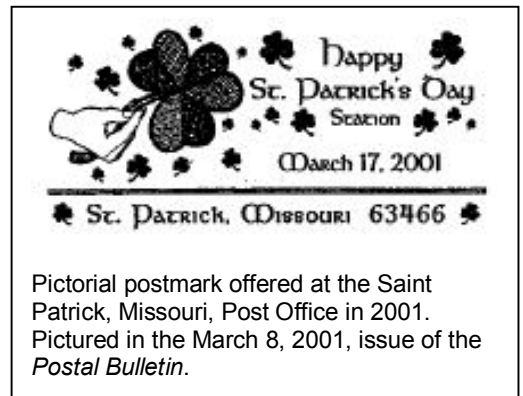 Happy
St. Patrick's Day
Station
March 17, 2001
St. Patrick, Missouri 63466
Pictorial postmark offered at the Saint
Patrick, Missouri, Post Office in 2001.
Pictured in the March 8, 2001, issue of the
Postal Bulletin.